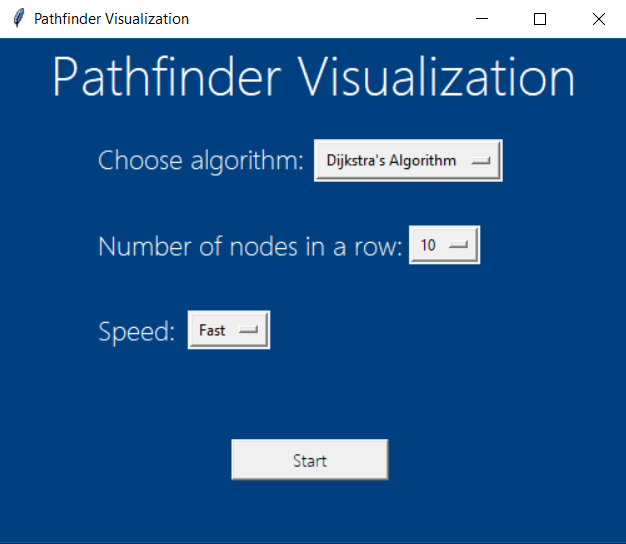 Pathfinder Visualization
Pathfinder Visualization
Choose algorithm: Dijkstra's Algorithm
Number of nodes in a row: 10
Speed: Fast
Start